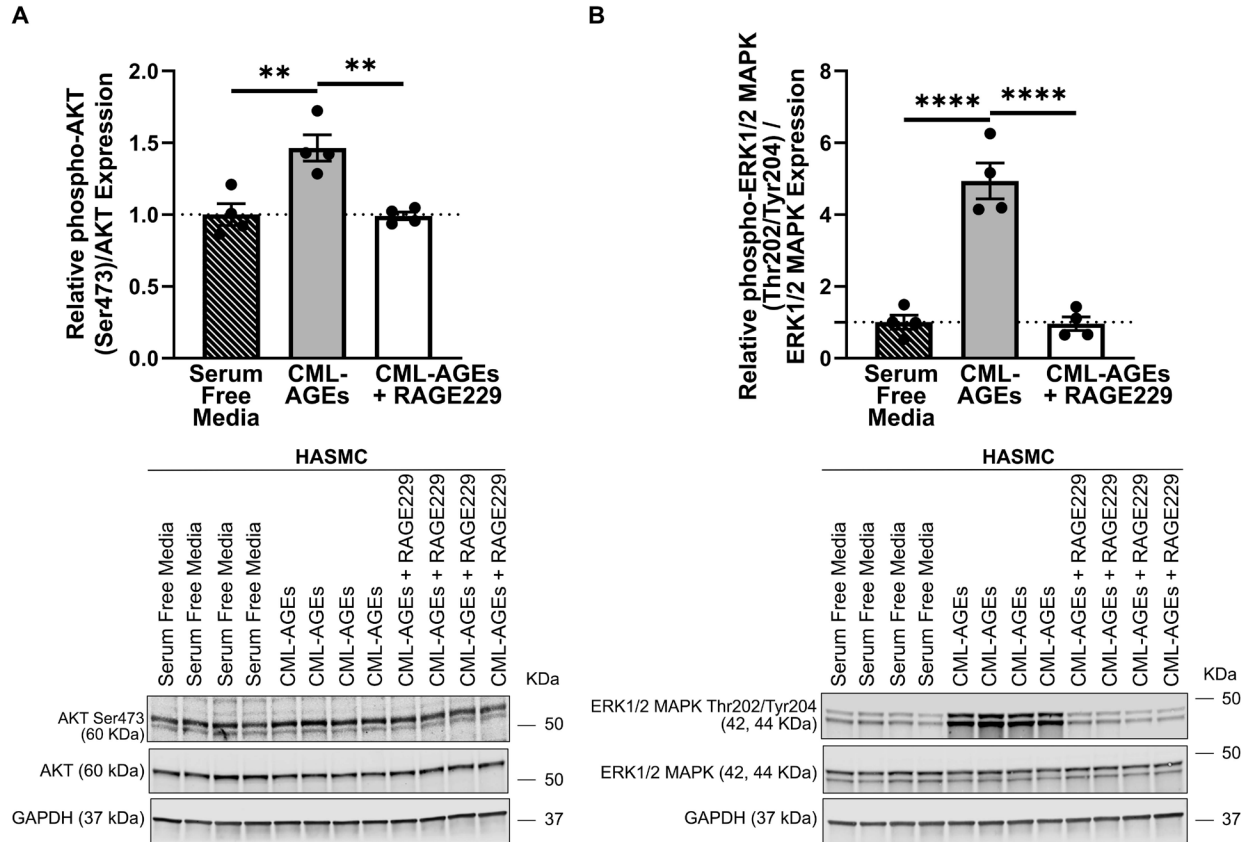 A
Relative phospho-AKT
(Ser473)/AKT Expression
2.0
1.5
1.0
0.5
0.0
**
**
Serum
Free
Media
CML-
AGEs
CML-AGEs
+ RAGE229
HASMC
Serum Free Media
Serum Free Media
Serum Free Media
Serum Free Media
CML-AGEs
CML-AGEs
CML-AGEs
CML-AGEs
CML-AGEs + RAGE229
CML-AGEs + RAGE229
CML-AGEs + RAGE229
CML-AGEs + RAGE229
KDa
AKT Ser473
(60 KDa)
50
AKT (60 kDa)
50
GAPDH (37 kDa)
37
B
Relative phospho-ERK1/2 MAPK
(Thr202/Tyr204) /
ERK1/2 MAPK Expression
8
6
4
2
1
0
****
****
Serum
Free
Media
CML-
AGEs
CML-AGEs
+ RAGE229
HASMC
Serum Free Media
Serum Free Media
Serum Free Media
Serum Free Media
CML-AGEs
CML-AGEs
CML-AGEs
CML-AGEs
CML-AGEs + RAGE229
CML-AGEs + RAGE229
CML-AGEs + RAGE229
CML-AGEs + RAGE229
KDa
50
ERK1/2 MAPK Thr202/Tyr204
(42, 44 KDa)
50
ERK1/2 MAPK (42, 44 KDa)
GAPDH (37 kDa)
37